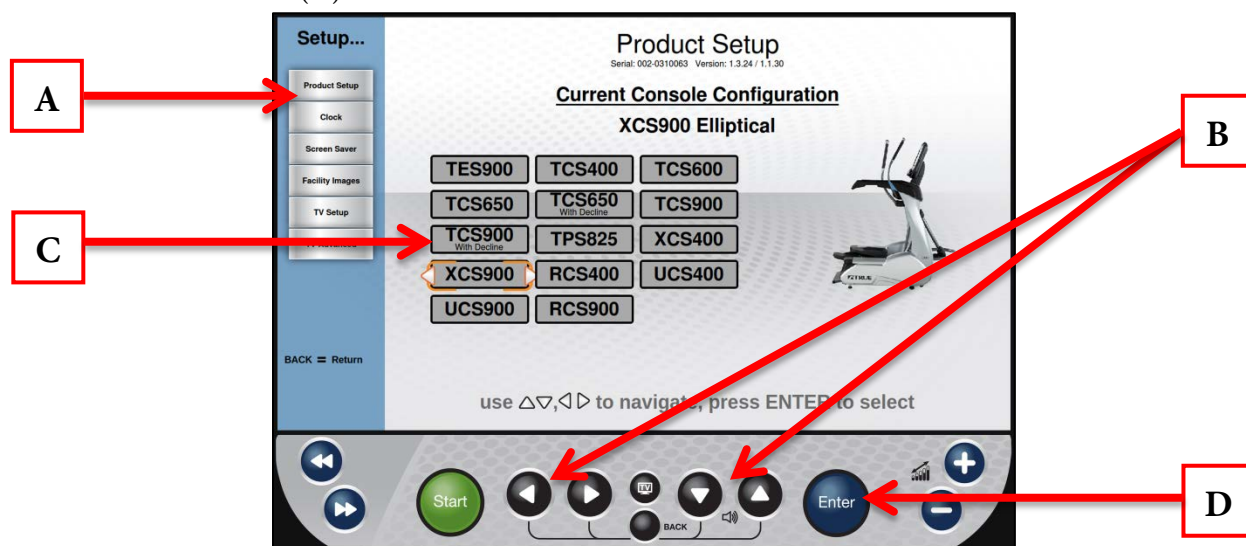 Setup...
Product Setup
Clock
Screen Saver
Facility Images
TV Setup
BACK = Return
Product Setup
Serial: 002-0310063 Version: 1.3.24 / 1.1.30
Current Console Configuration
XCS900 Elliptical
TES900 TCS400 TCS600
TCS650 TCS650 TCS900
With Decline
TCS900 TPS825 XCS400
With Decline
XCS900 RCS400 UCS400
UCS900 RCS900
TRUE
use △▽,◁ ▷ to navigate, press ENTER to select
Start
TV
BACK
Enter
A
B
C
D